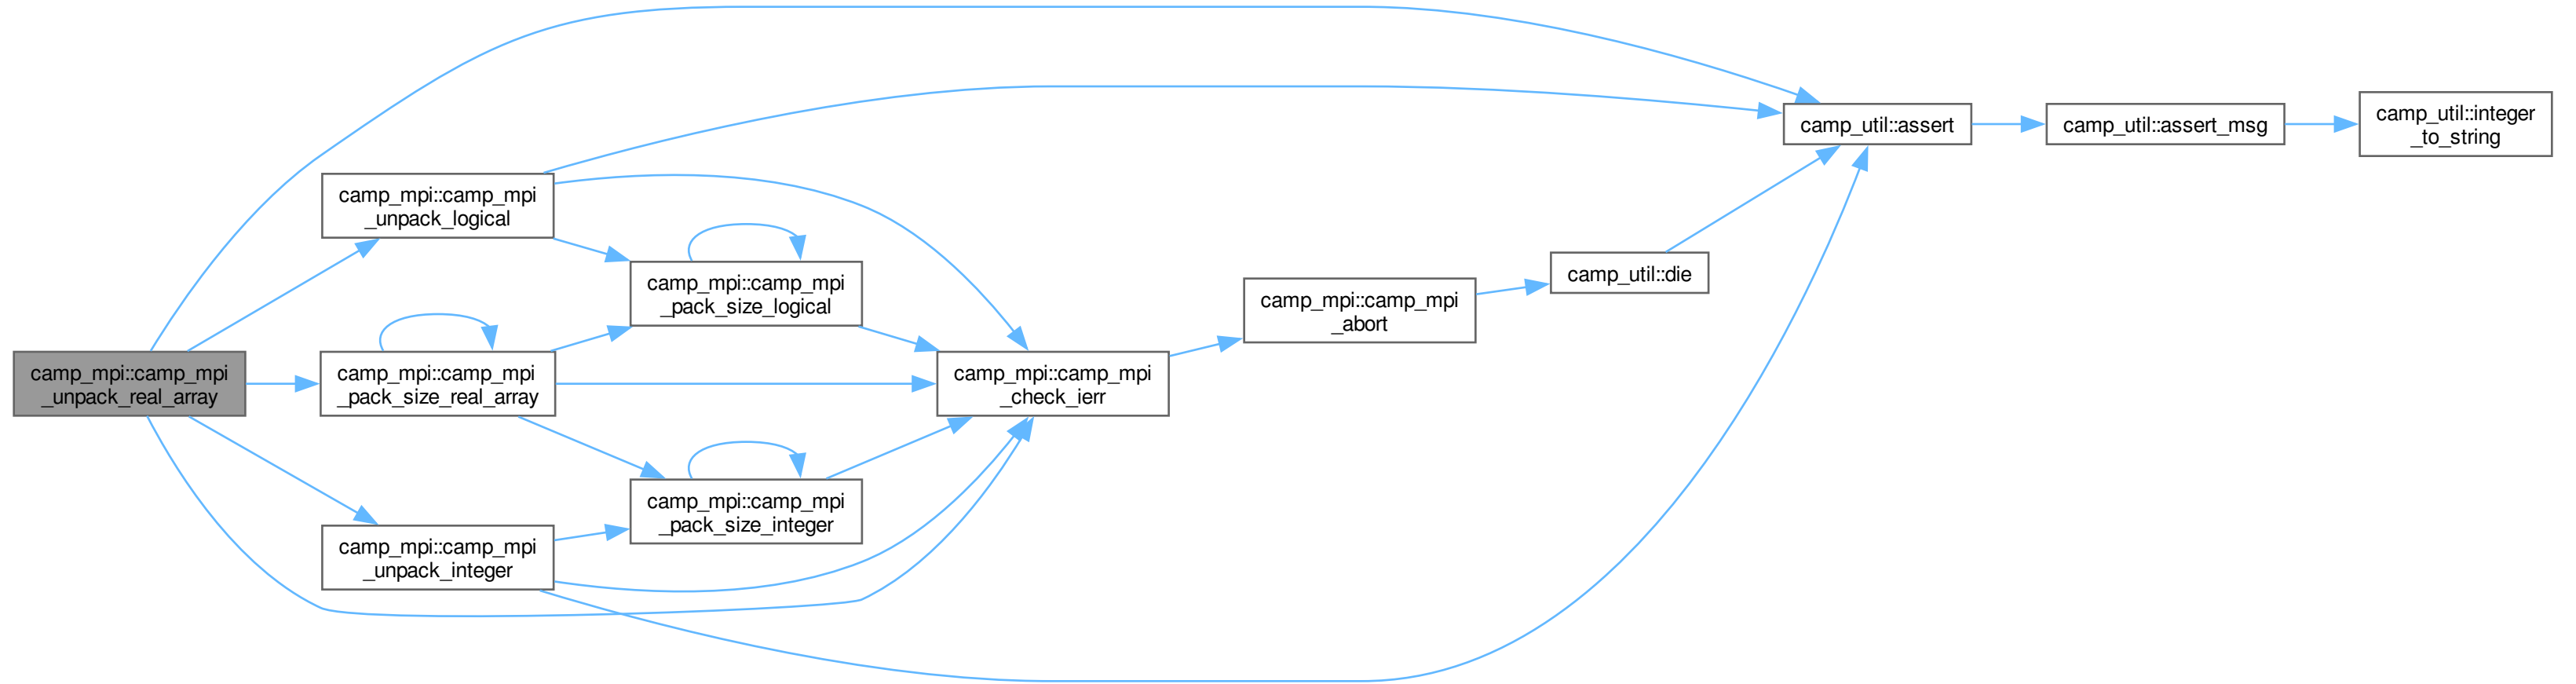 camp_mpi::camp_mpi
_unpack_real_array
camp_mpi::camp_mpi
_unpack_logical
camp_mpi::camp_mpi
_pack_size_real_array
camp_mpi::camp_mpi
_unpack_integer
camp_mpi::camp_mpi
_pack_size_logical
camp_mpi::camp_mpi
_pack_size_integer
camp_mpi::camp_mpi
_check_ierr
camp_mpi::camp_mpi
_abort
camp_util::die
camp_util::assert
camp_util::assert_msg
camp_util::integer
_to_string